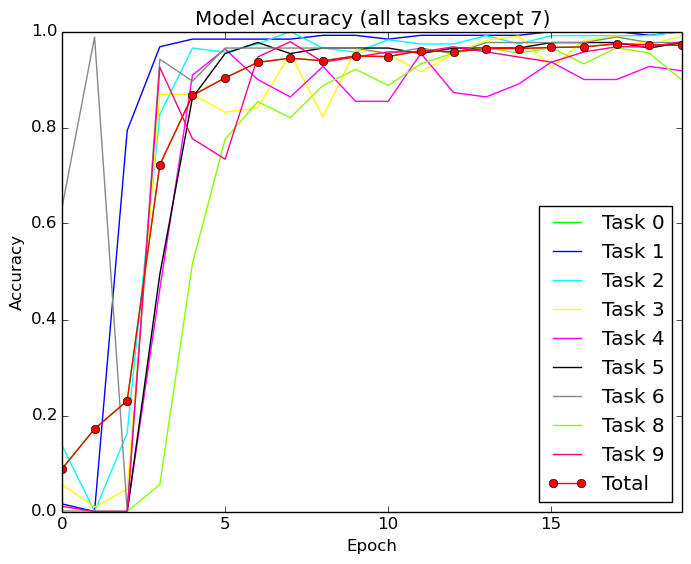 Model Accuracy (all tasks except 7)
1.0
0.8
0.6
0.4
0.2
0.0
Accuracy
0
5
10
15
Epoch
Task 0
Task 1
Task 2
Task 3
Task 4
Task 5
Task 6
Task 8
Task 9
Total